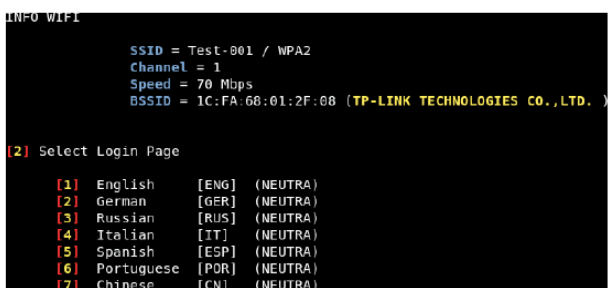 INFO WIFI
SSID = Test-001 / WPA2
Channel = 1
Speed = 70 Mbps
BSSID = 1C:FA:68:01:2F:08 (TP-LINK TECHNOLOGIES CO.,LTD. )
[2] Select Login Page
[1] English [ENG] (NEUTRA)
[2] German [GER] (NEUTRA)
[3] Russian [RUS] (NEUTRA)
[4] Italian [IT] (NEUTRA)
[5] Spanish [ESP] (NEUTRA)
[6] Portuguese [POR] (NEUTRA)
[7] Chinese [CN] (NEUTRA)